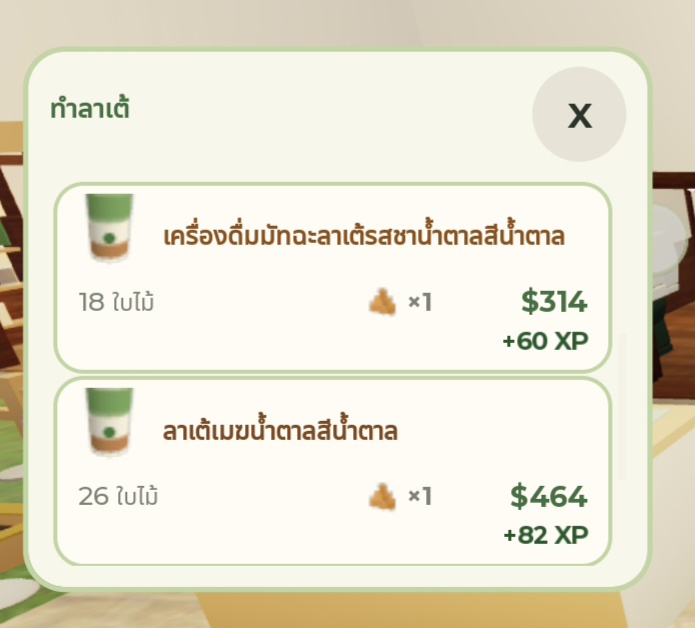 ทำลาเต้
X
เครื่องดื่มมัทฉะลาเต้รสชาน้ำตาลสีน้ำตาล
18 ใบไม้ ×1 $314
+60 XP
ลาเต้เมฆน้ำตาลสีน้ำตาล
26 ใบไม้ ×1 $464
+82 XP